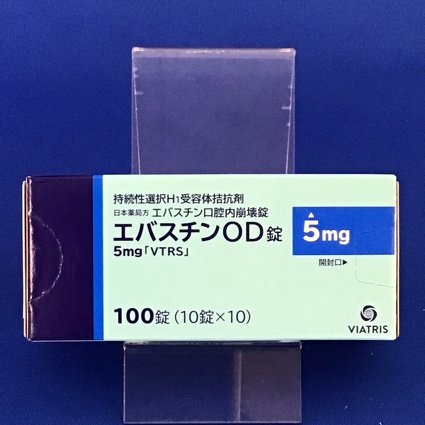 持続性選択H₁受容体拮抗剤
日本薬局方 エバスチン口腔内崩壊錠
エバスチンOD錠
5mg「VTRS」
5mg
開封口▶
100錠(10錠×10)
VIATRIS